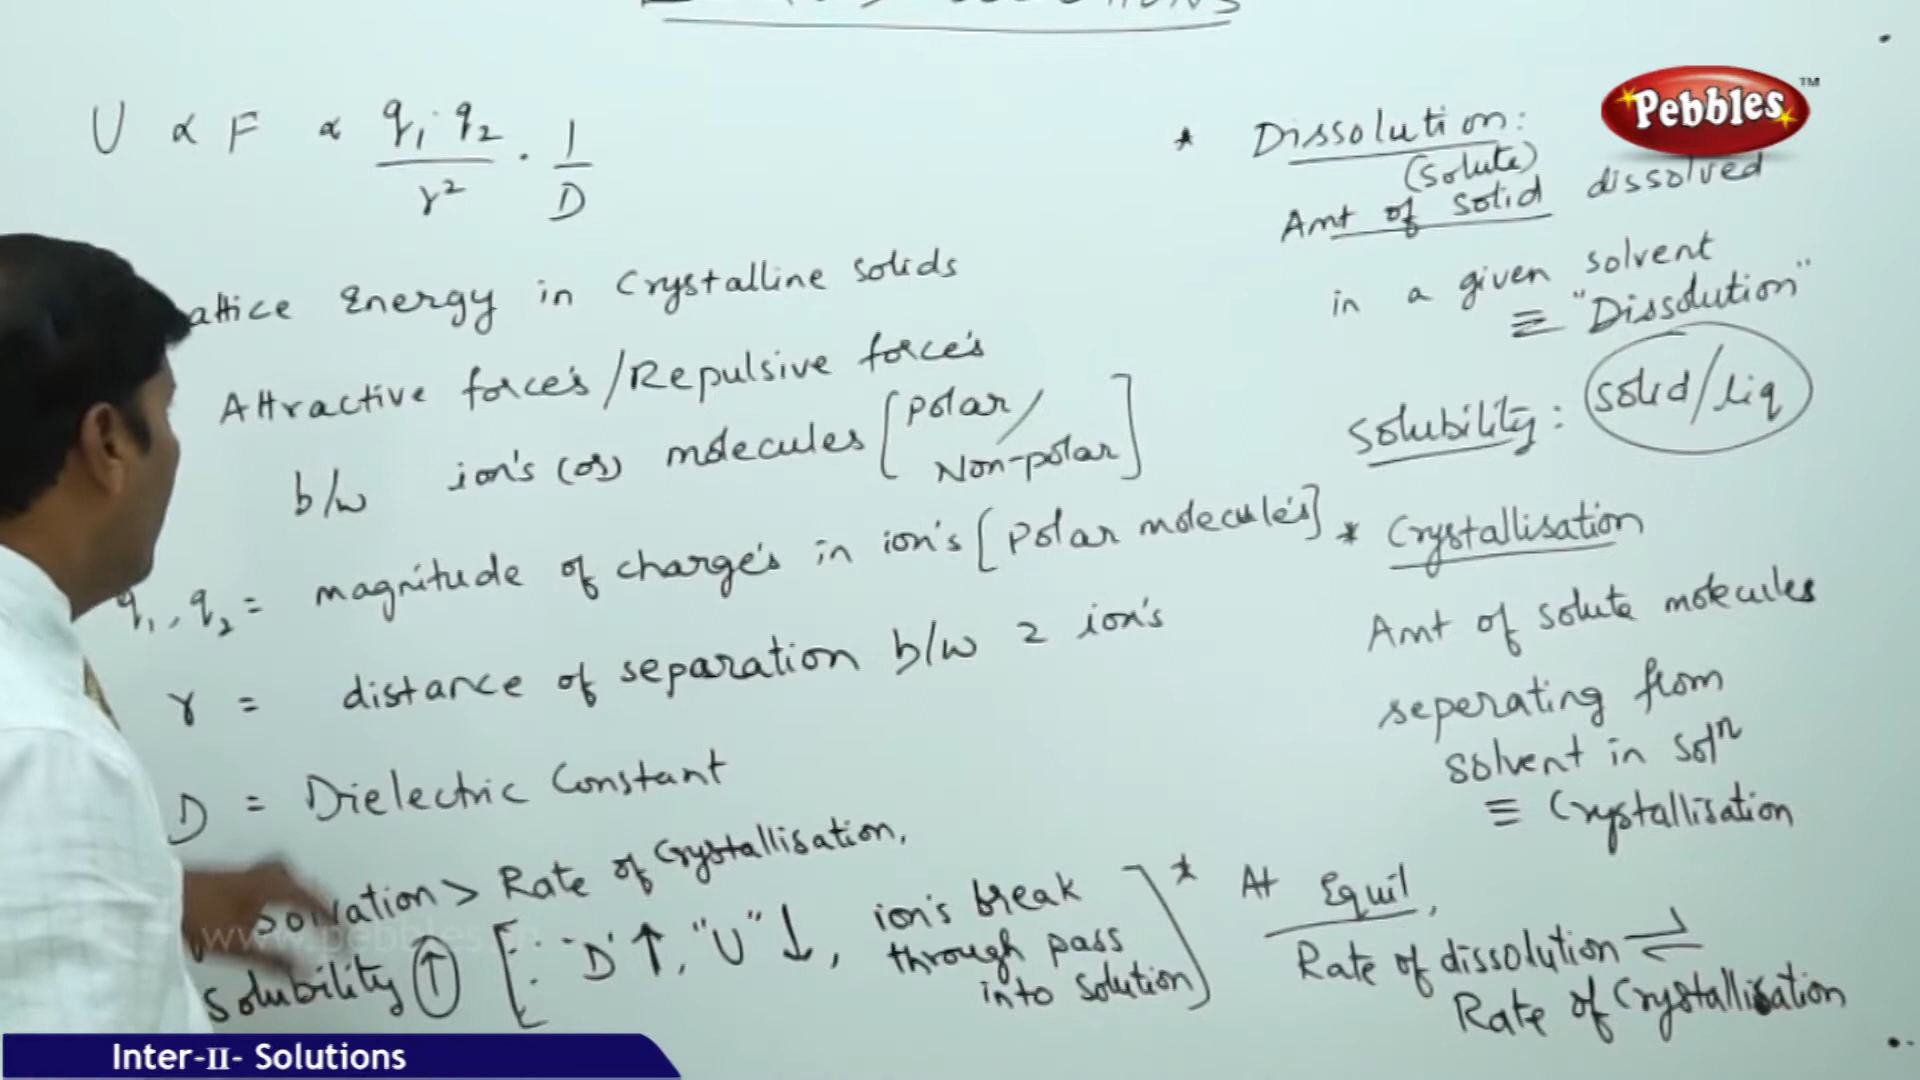 U ∝ F ∝ q₁ q₂ / r² · 1/D
attice Energy in Crystalline solids
Attractive force's/Repulsive force's
b/w ion's (or) molecules [polar/Non-polar]
q₁, q₂ = magnitude of charge's in ion's [polar molecule's]
r = distance of separation b/w 2 ion's
D = Dielectric Constant
solvation > Rate of Crystallisation,
solubility (↑) [∵ "D" ↑, "U" ↓, ion's break
through pass
into solution]
* Dissolution:
(solute)
Amt of solid dissolved
in a given solvent
≡ "Dissolution"
Solubility: solid/liq
* Crystallisation
Amt of solute molecules
seperating from
solvent in solⁿ
≡ Crystallisation
* At Equil,
Rate of dissolution ⇌
Rate of Crystallisation
Pebbles™
www.pebbles.in
Inter-II- Solutions